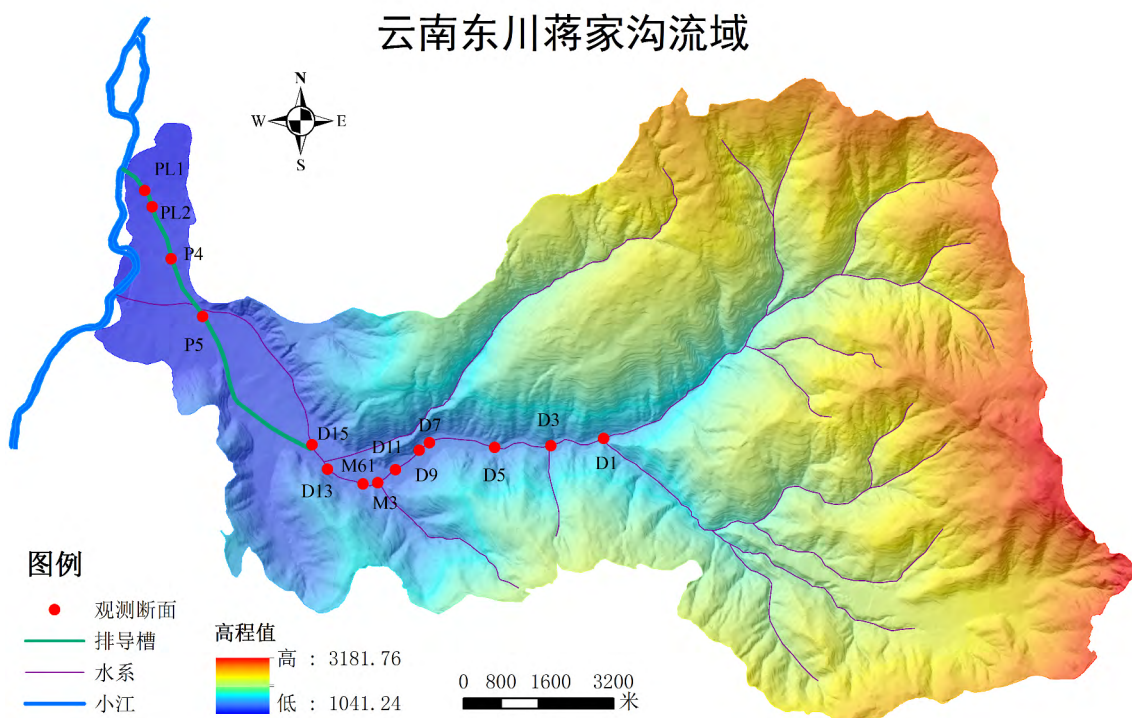 云南东川蒋家沟流域
N
W
E
S
PL1
PL2
P4
P5
D15
D7
D3
D11
D1
M61
D9
D5
D13
M3
图例
观测断面
排导槽
水系
小江
高程值
高 : 3181.76
低 : 1041.24
0 800 1600 3200
米